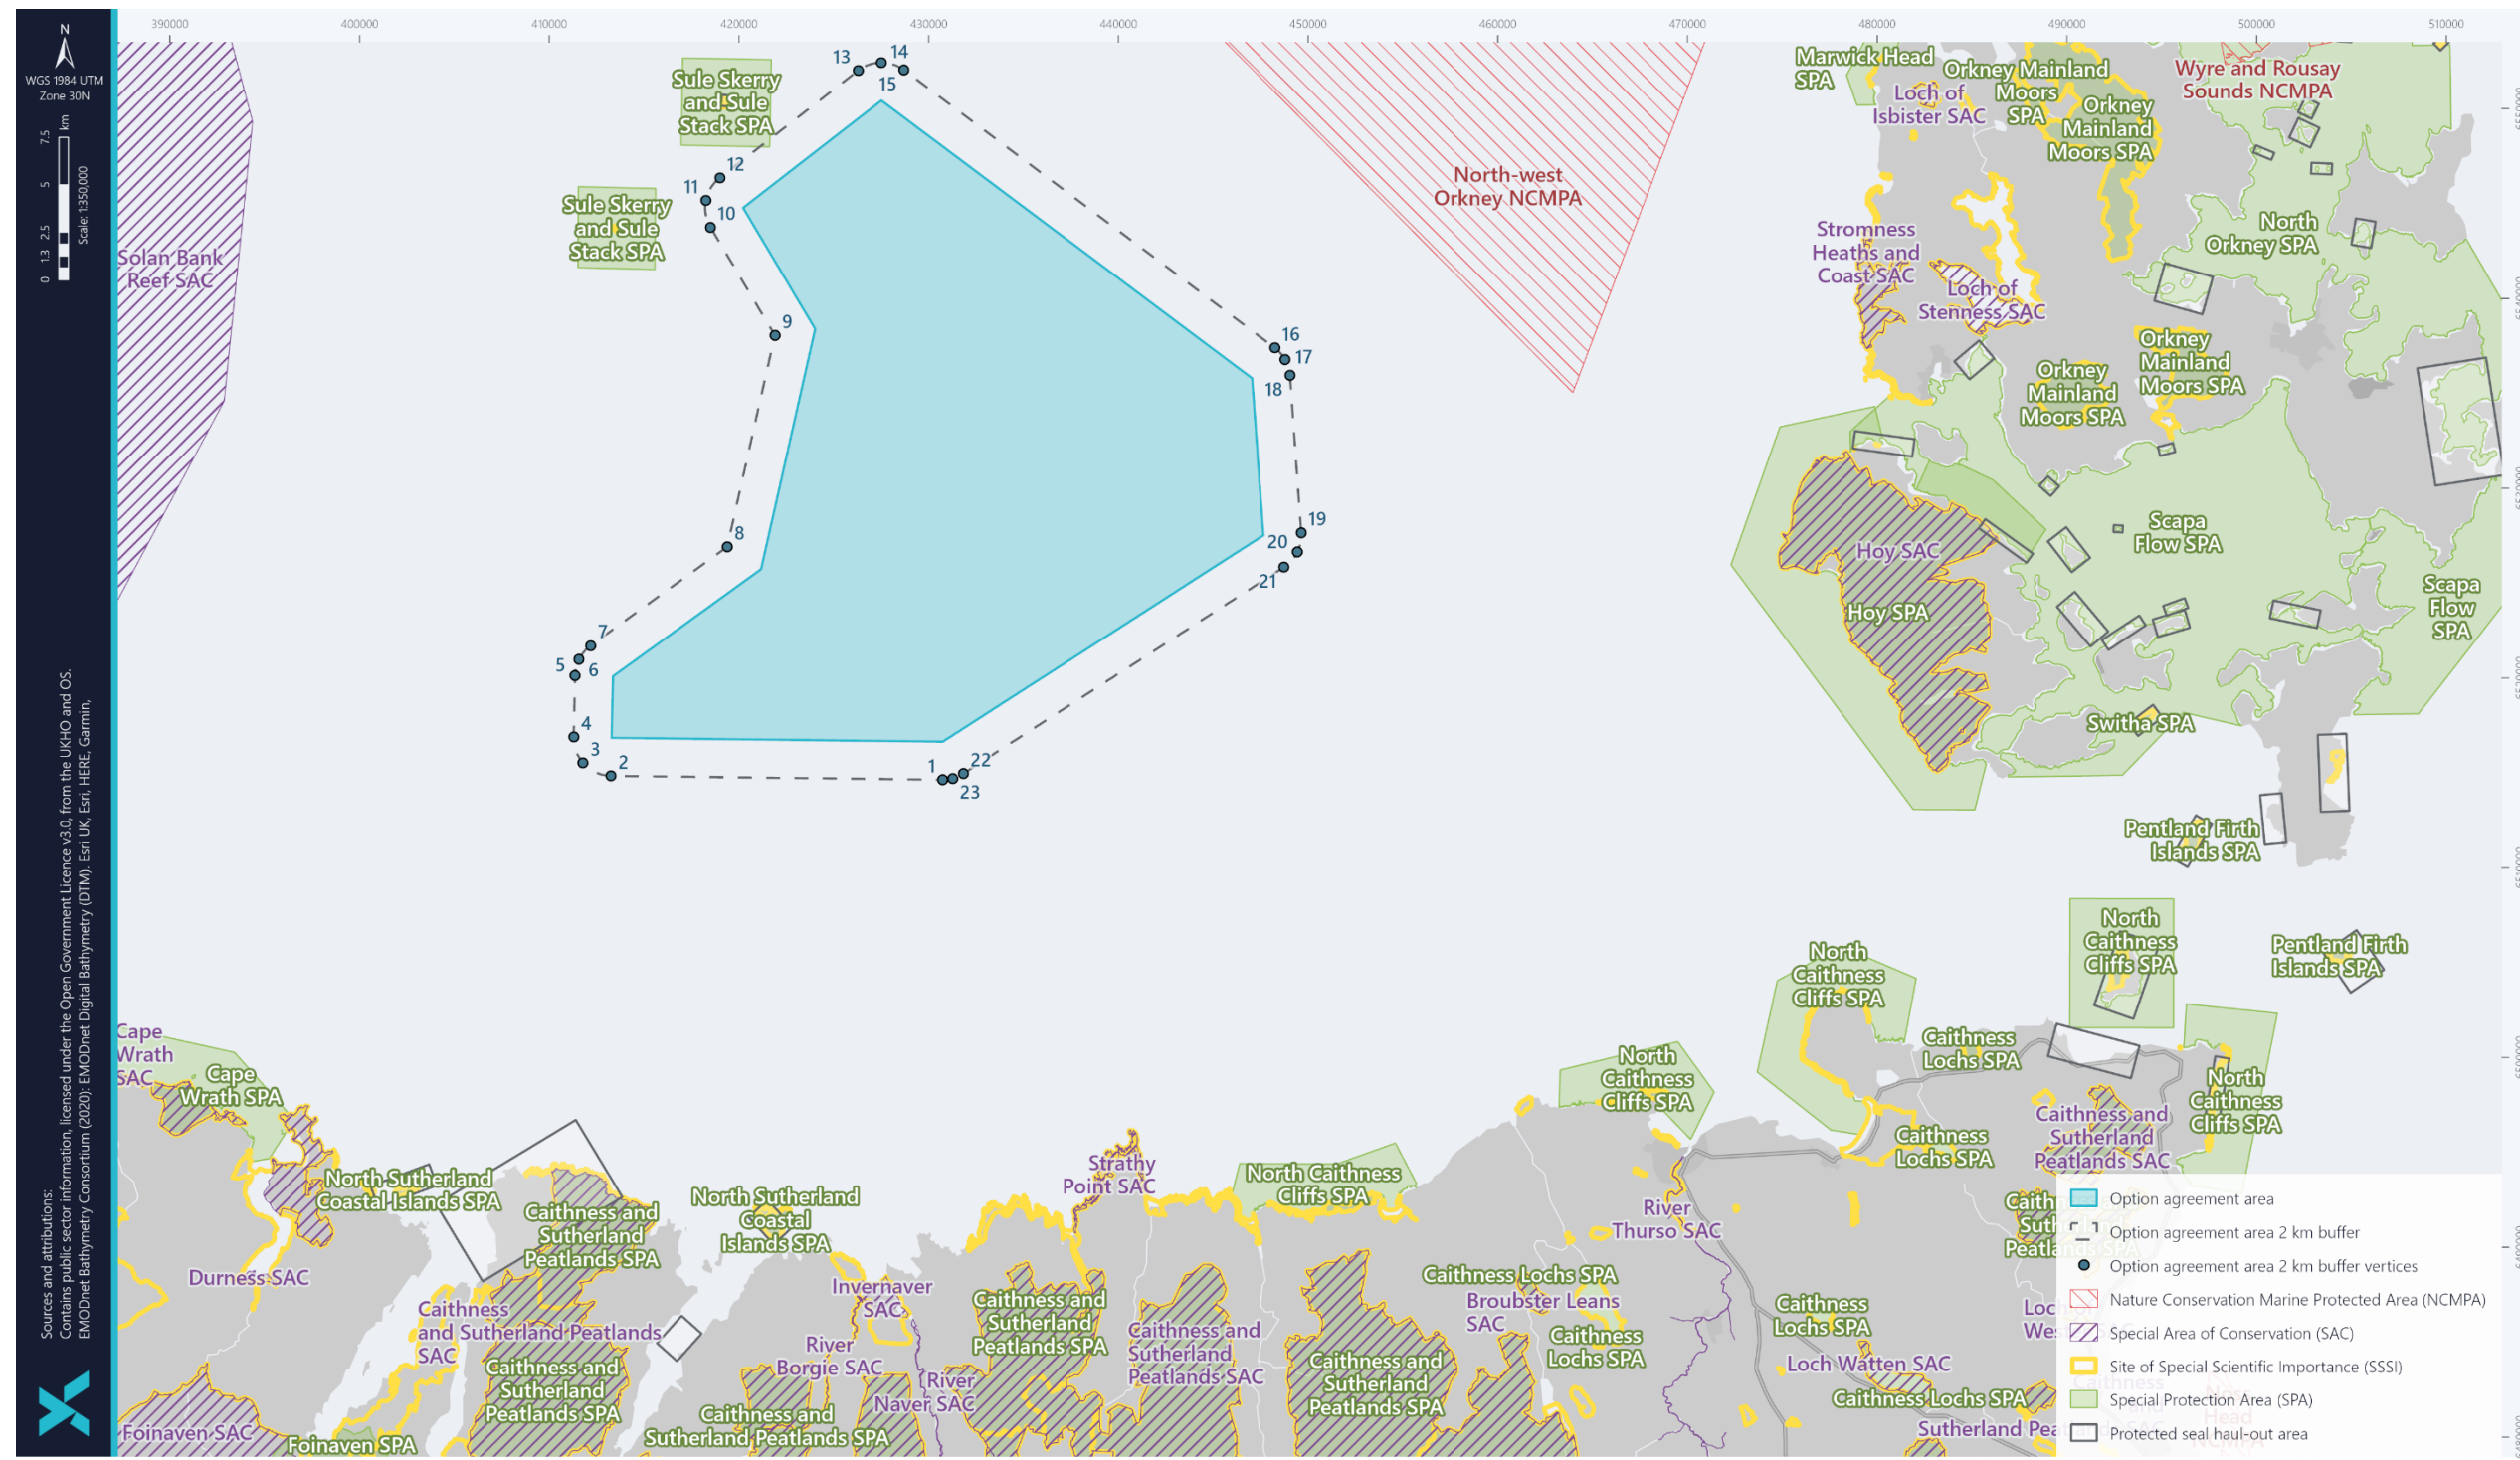 390000
400000
410000
420000
430000
440000
450000
460000
470000
480000
490000
500000
510000
N
WGS 1984 UTM
Zone 30N
km
7.5
5
2.5
1.3
0
Scale: 1:350,000
Sources and attributions:
Contains public sector information, licensed under the Open Government Licence v3.0, from the UKHO and OS.
EMODnet Bathymetry Consortium (2020): EMODnet Digital Bathymetry (DTM). Esri UK, Esri, HERE, Garmin,
Solan Bank
Reef SAC
Sule Skerry
and Sule
Stack SPA
Sule Skerry
and Sule
Stack SPA
13
14
15
12
11
10
9
8
7
5
6
4
3
2
1
22
23
16
17
18
19
20
21
North-west
Orkney NCMPA
Marwick Head
SPA
Loch of
Isbister SAC
Orkney Mainland
Moors
SPA
Orkney
Mainland
Moors SPA
Wyre and Rousay
Sounds NCMPA
North
Orkney SPA
Stromness
Heaths and
Coast SAC
Loch of
Stenness SAC
Orkney
Mainland
Moors SPA
Orkney
Mainland
Moors SPA
Scapa
Flow SPA
Scapa
Flow
SPA
Hoy SAC
Hoy SPA
Switha SPA
Pentland Firth
Islands SPA
North
Caithness
Cliffs SPA
Pentland Firth
Islands SPA
North
Caithness
Cliffs SPA
Caithness
Lochs SPA
North
Caithness
Cliffs SPA
North
Caithness
Cliffs SPA
Caithness and
Sutherland
Peatlands SAC
Caithness
Lochs SPA
Cape
Wrath
SAC
Cape
Wrath SPA
North Sutherland
Coastal Islands SPA
Caithness and
Sutherland
Peatlands SPA
North Sutherland
Coastal
Islands SPA
Strathy
Point SAC
North Caithness
Cliffs SPA
River
Thurso SAC
Durness SAC
Caithness
and Sutherland Peatlands
SAC
Caithness and
Sutherland
Peatlands SPA
Invernaver
SAC
River
Borgie SAC
River
Naver SAC
Caithness and
Sutherland
Peatlands SPA
Caithness and
Sutherland
Peatlands SAC
Caithness and
Sutherland
Peatlands SPA
Caithness Lochs SPA
Broubster Leans
SAC
Caithness
Lochs SPA
Caithness
Lochs SPA
Loch Watten SAC
Caithness Lochs SPA
Foinaven SAC
Foinaven SPA
Caithness and
Sutherland Peatlands SPA
Option agreement area
Option agreement area 2 km buffer
Option agreement area 2 km buffer vertices
Nature Conservation Marine Protected Area (NCMPA)
Special Area of Conservation (SAC)
Site of Special Scientific Importance (SSSI)
Special Protection Area (SPA)
Protected seal haul-out area